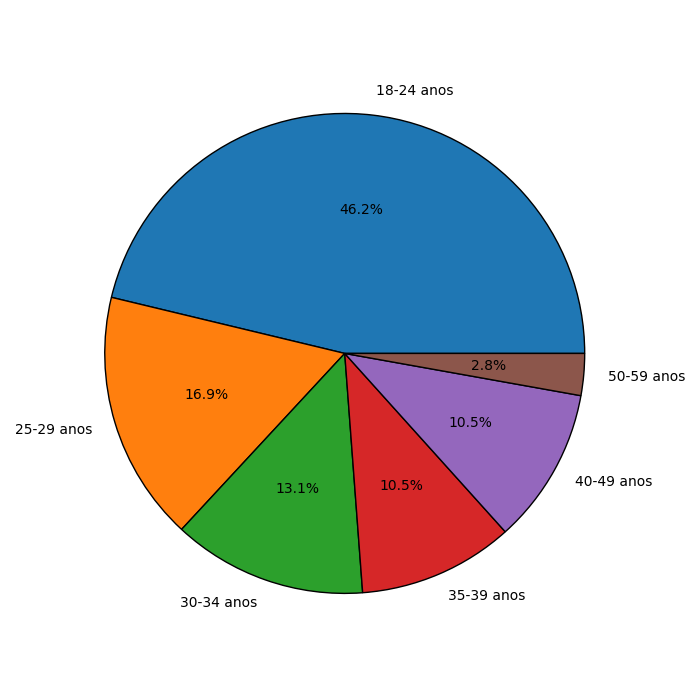 18-24 anos
46.2%
16.9%
25-29 anos
13.1%
30-34 anos
10.5%
35-39 anos
10.5%
40-49 anos
2.8%
50-59 anos